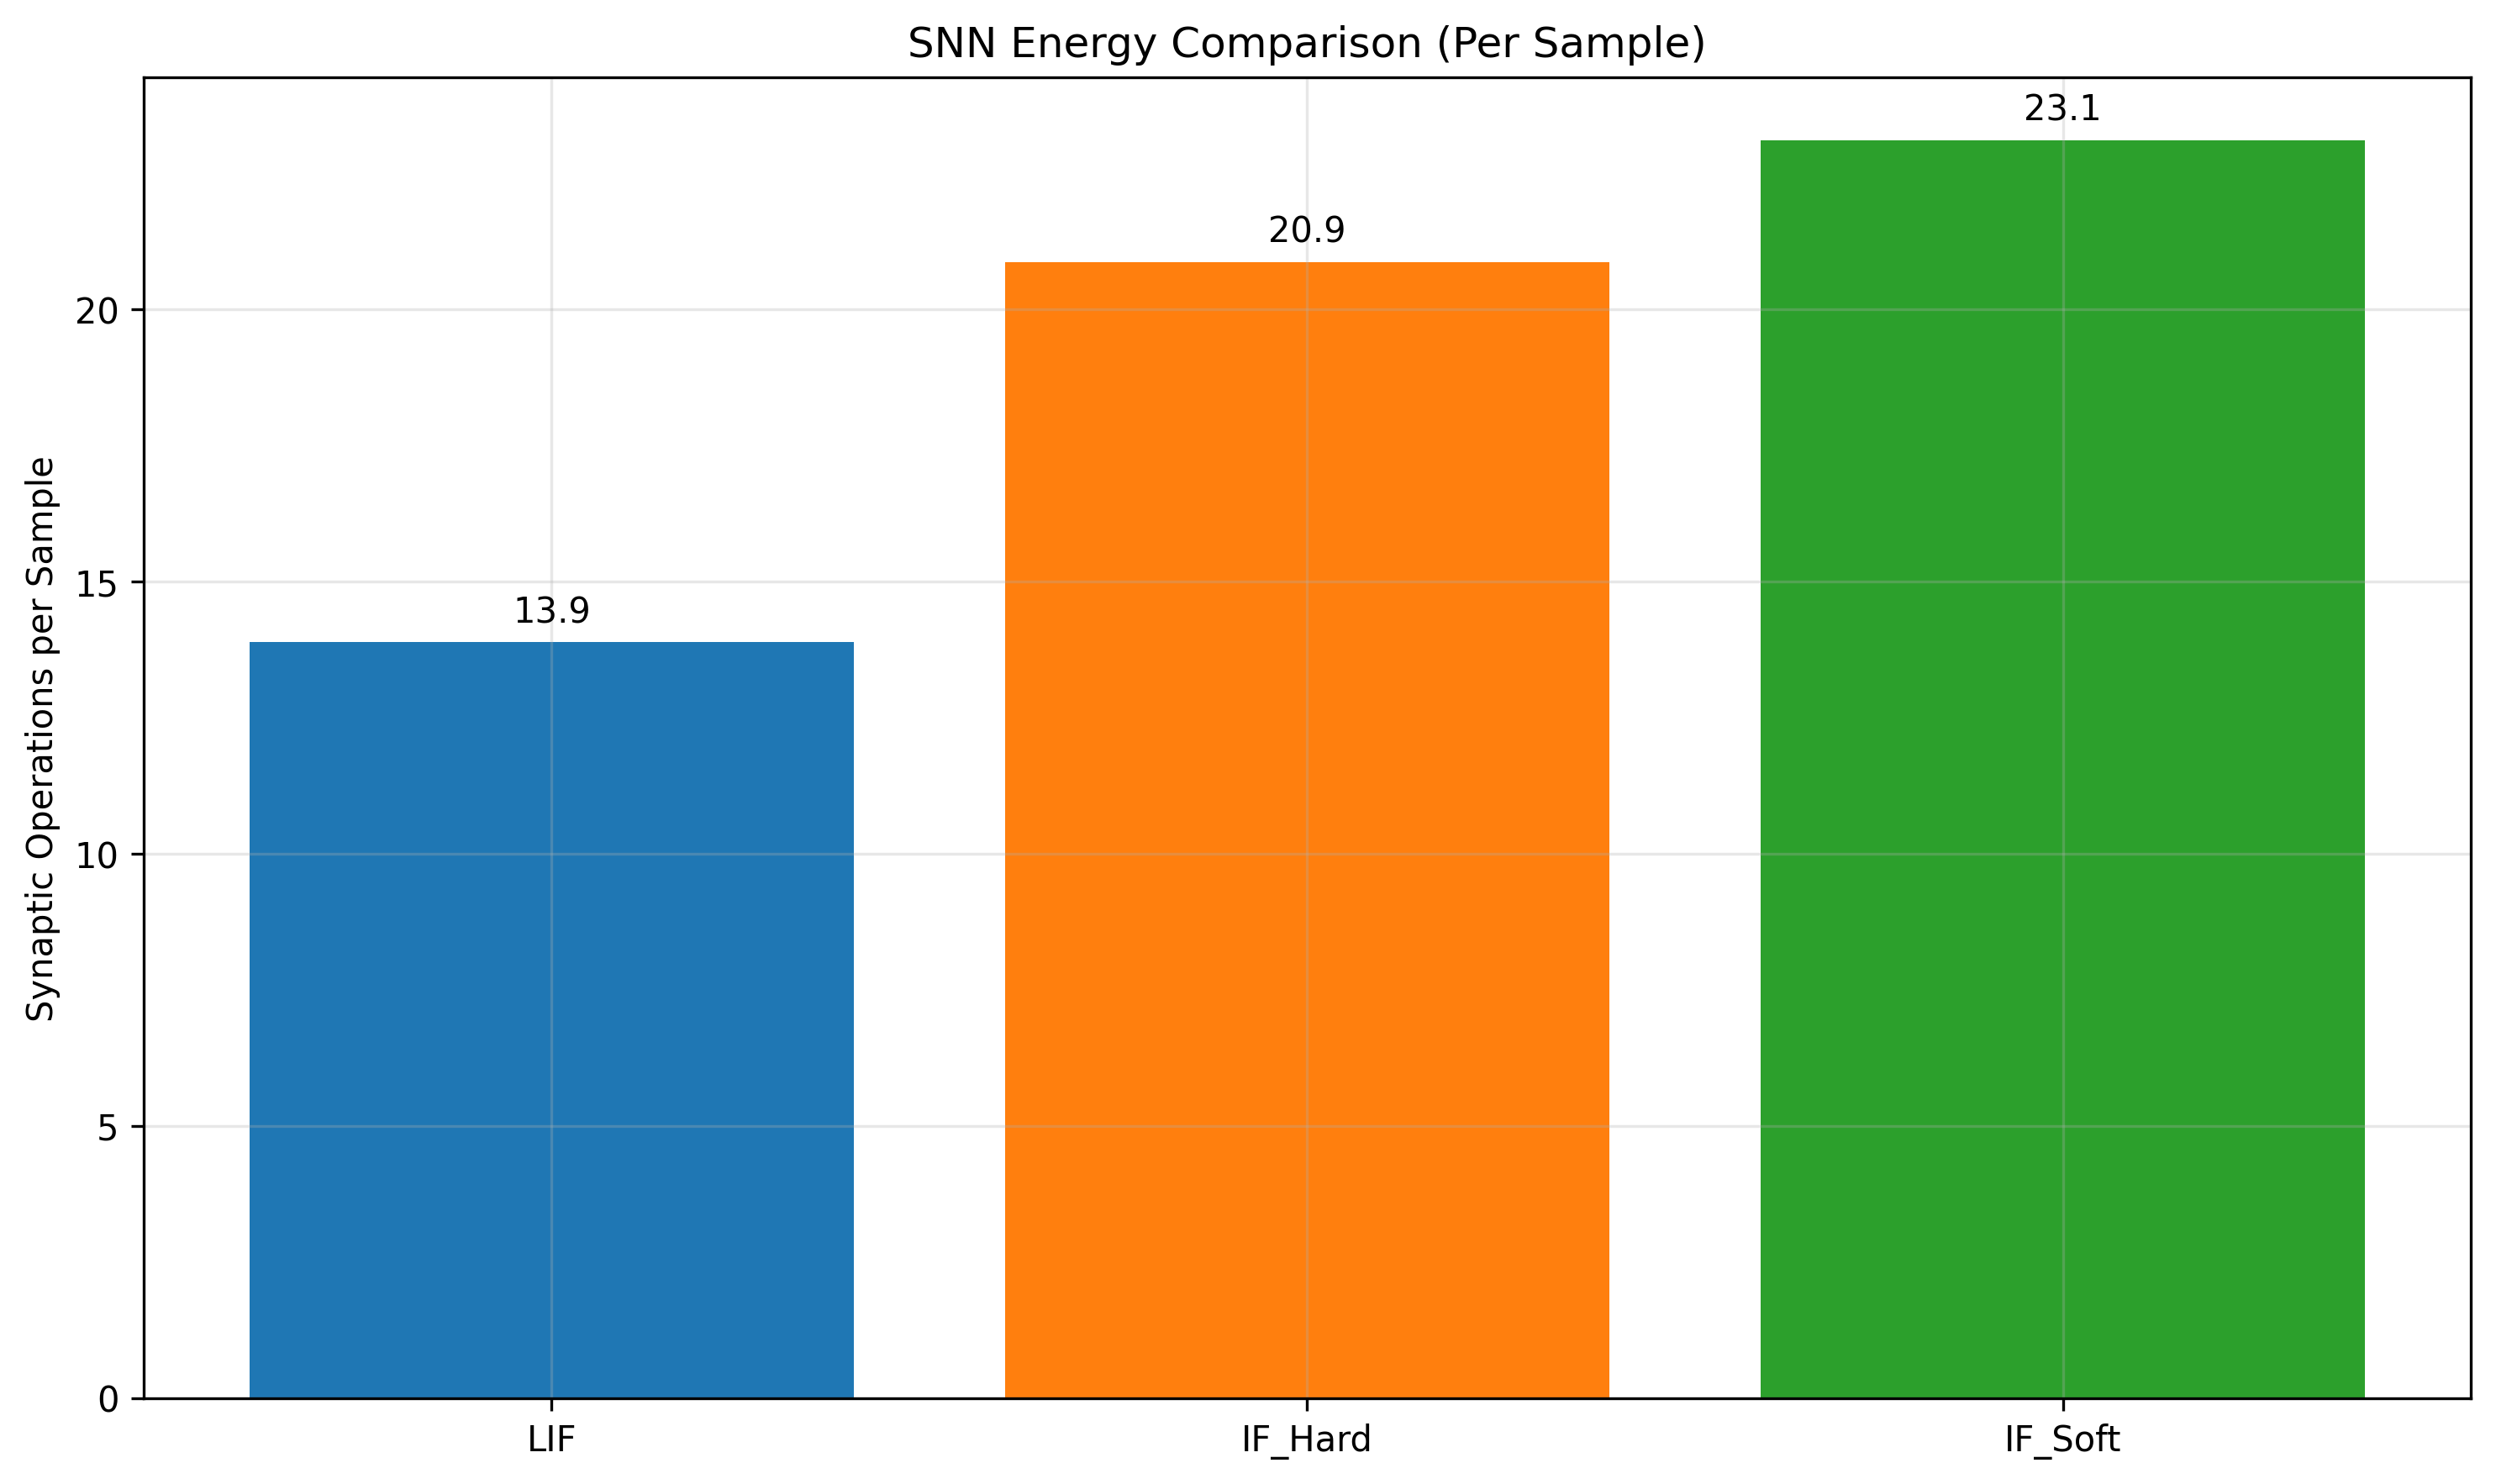 SNN Energy Comparison (Per Sample)
Synaptic Operations per Sample
23.1
20.9
20
15
13.9
10
5
0
LIF
IF_Hard
IF_Soft